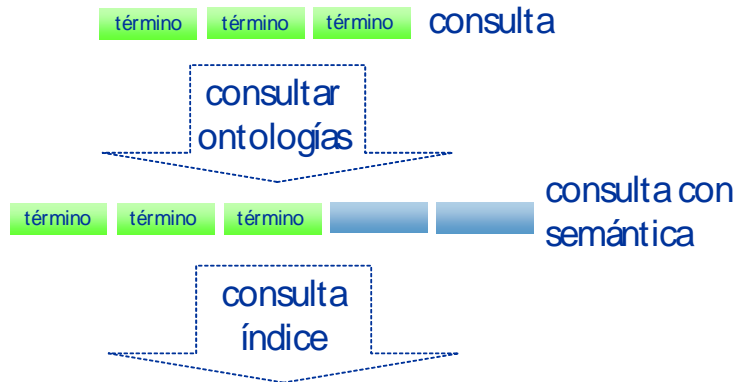 término término término consulta
consultar
ontologías
término término término consulta con
semántica
consulta
índice